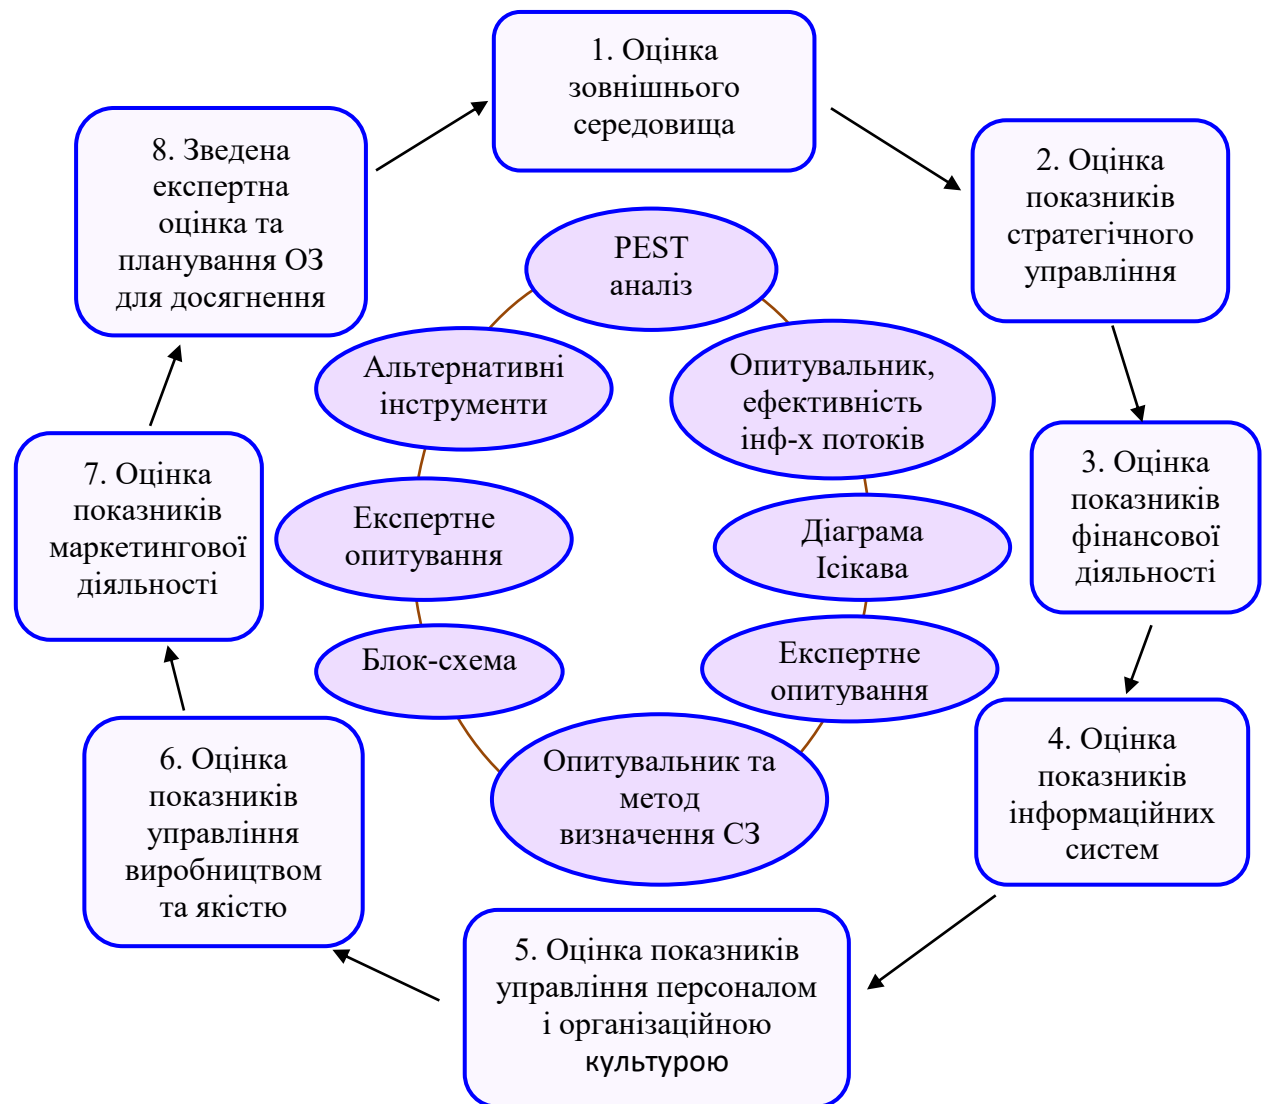 1. Оцінка
зовнішнього
середовища
2. Оцінка
показників
стратегічного
управління
3. Оцінка
показників
фінансової
діяльності
4. Оцінка
показників
інформаційних
систем
5. Оцінка показників
управління персоналом
і організаційною
культурою
6. Оцінка
показників
управління
виробництвом
та якістю
7. Оцінка
показників
маркетингової
діяльності
8. Зведена
експертна
оцінка та
планування ОЗ
для досягнення
PEST
аналіз
Опитувальник,
ефективність
інф-х потоків
Діаграма
Ісікава
Експертне
опитування
Опитувальник та
метод
визначення СЗ
Блок-схема
Експертне
опитування
Альтернативні
інструменти